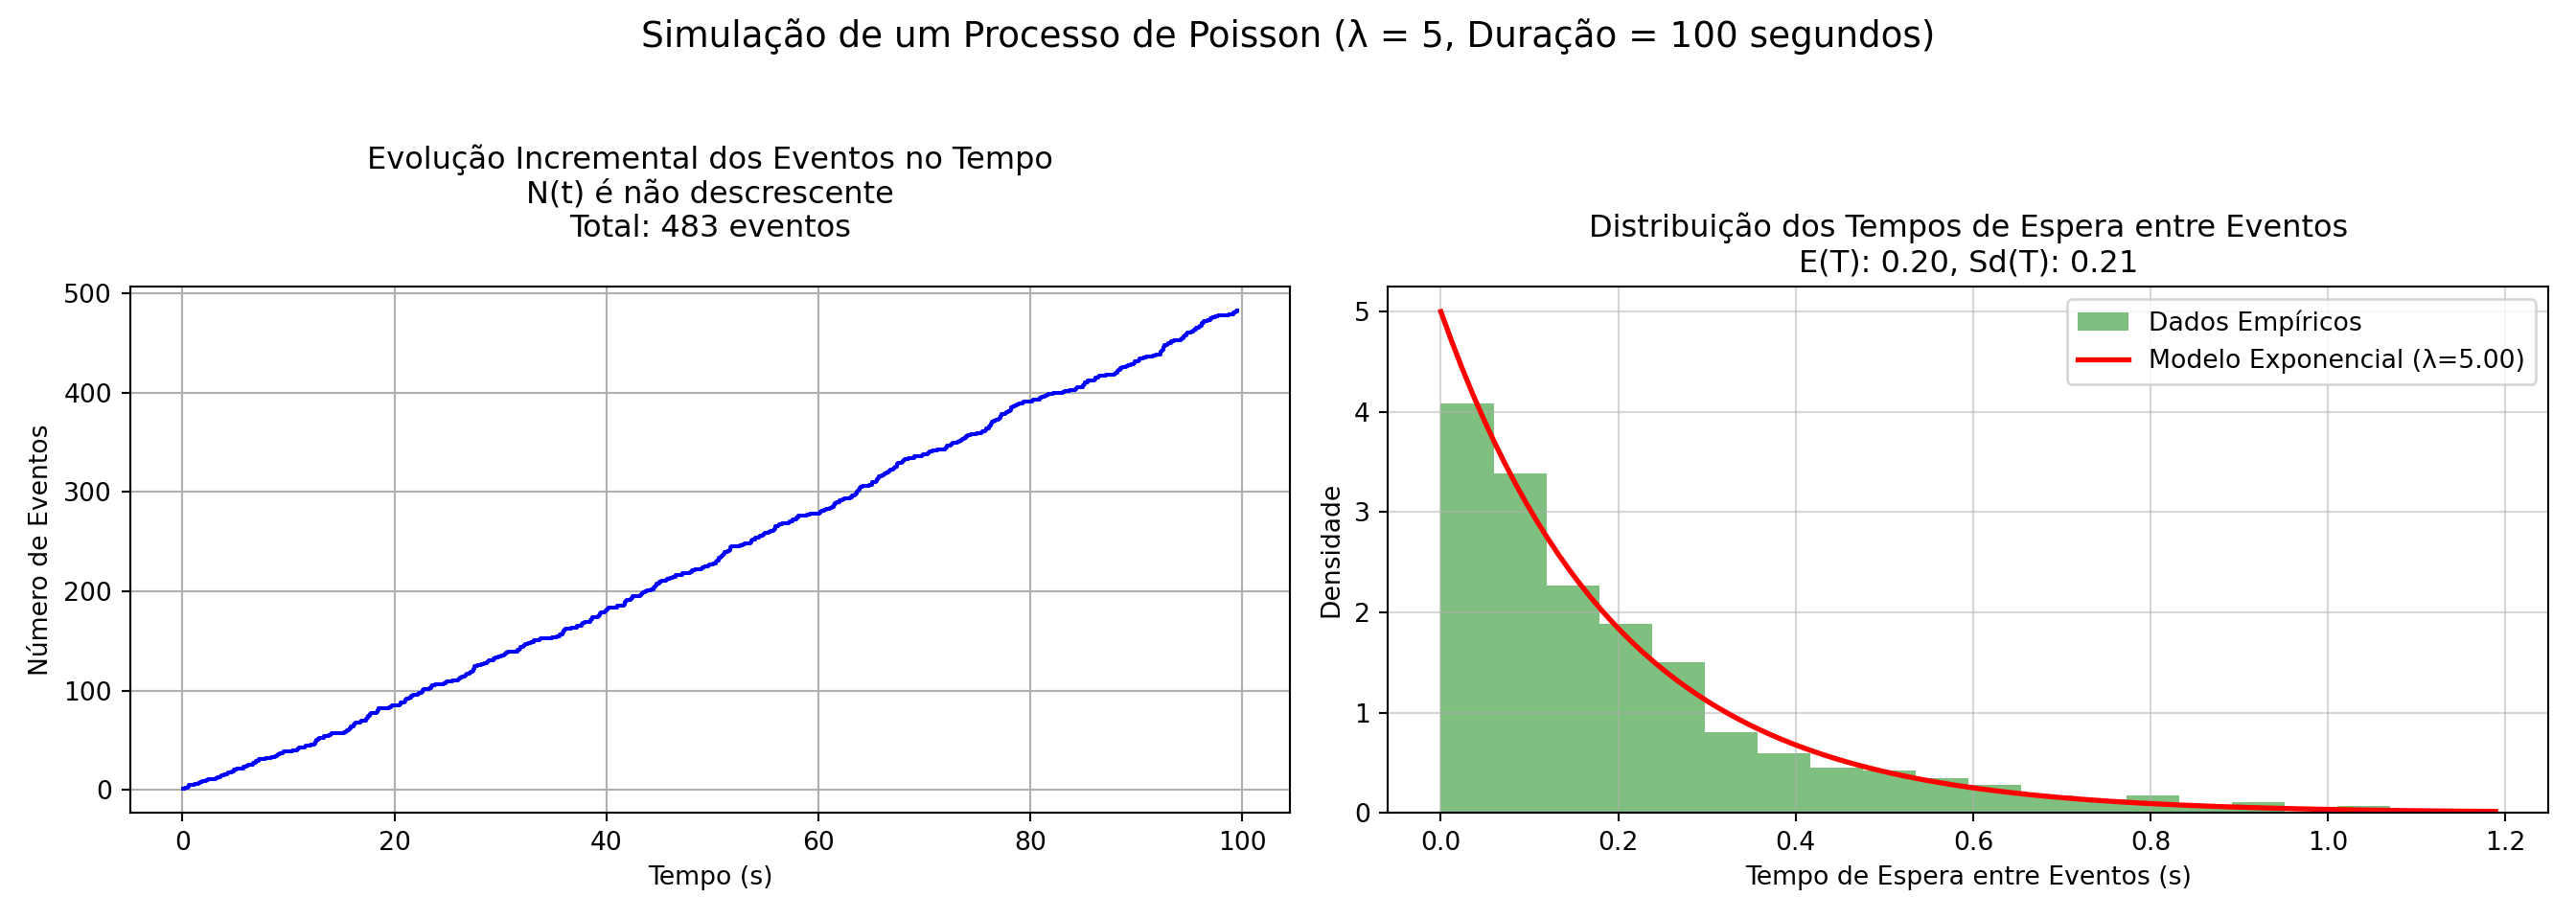 Simulação de um Processo de Poisson (λ = 5, Duração = 100 segundos)
Evolução Incremental dos Eventos no Tempo
N(t) é não descrescente
Total: 483 eventos
500
400
300
200
100
0
Número de Eventos
0 20 40 60 80 100
Tempo (s)
Distribuição dos Tempos de Espera entre Eventos
E(T): 0.20, Sd(T): 0.21
Dados Empíricos
Modelo Exponencial (λ=5.00)
5
4
3
2
1
0
Densidade
0.0 0.2 0.4 0.6 0.8 1.0 1.2
Tempo de Espera entre Eventos (s)